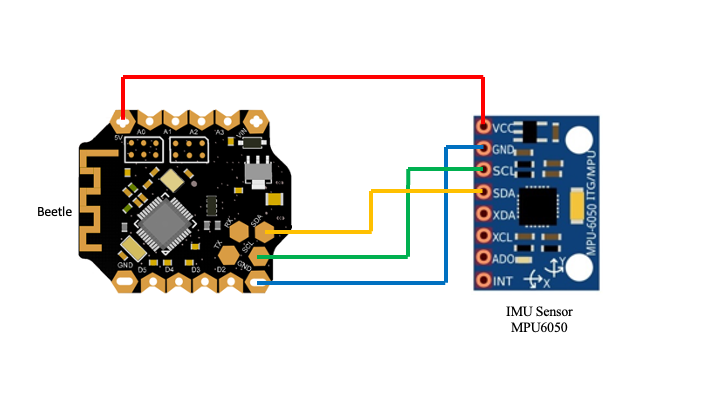 5V
A0
A1
A2
A3
VIN
Beetle
RX
SDA
TX
SCL
GND
GND
D5
D4
D3
D2
VCC
GND
SCL
SDA
XDA
XCL
ADO
INT
MPU-6050 ITG/MPU
Y
X
IMU Sensor
MPU6050